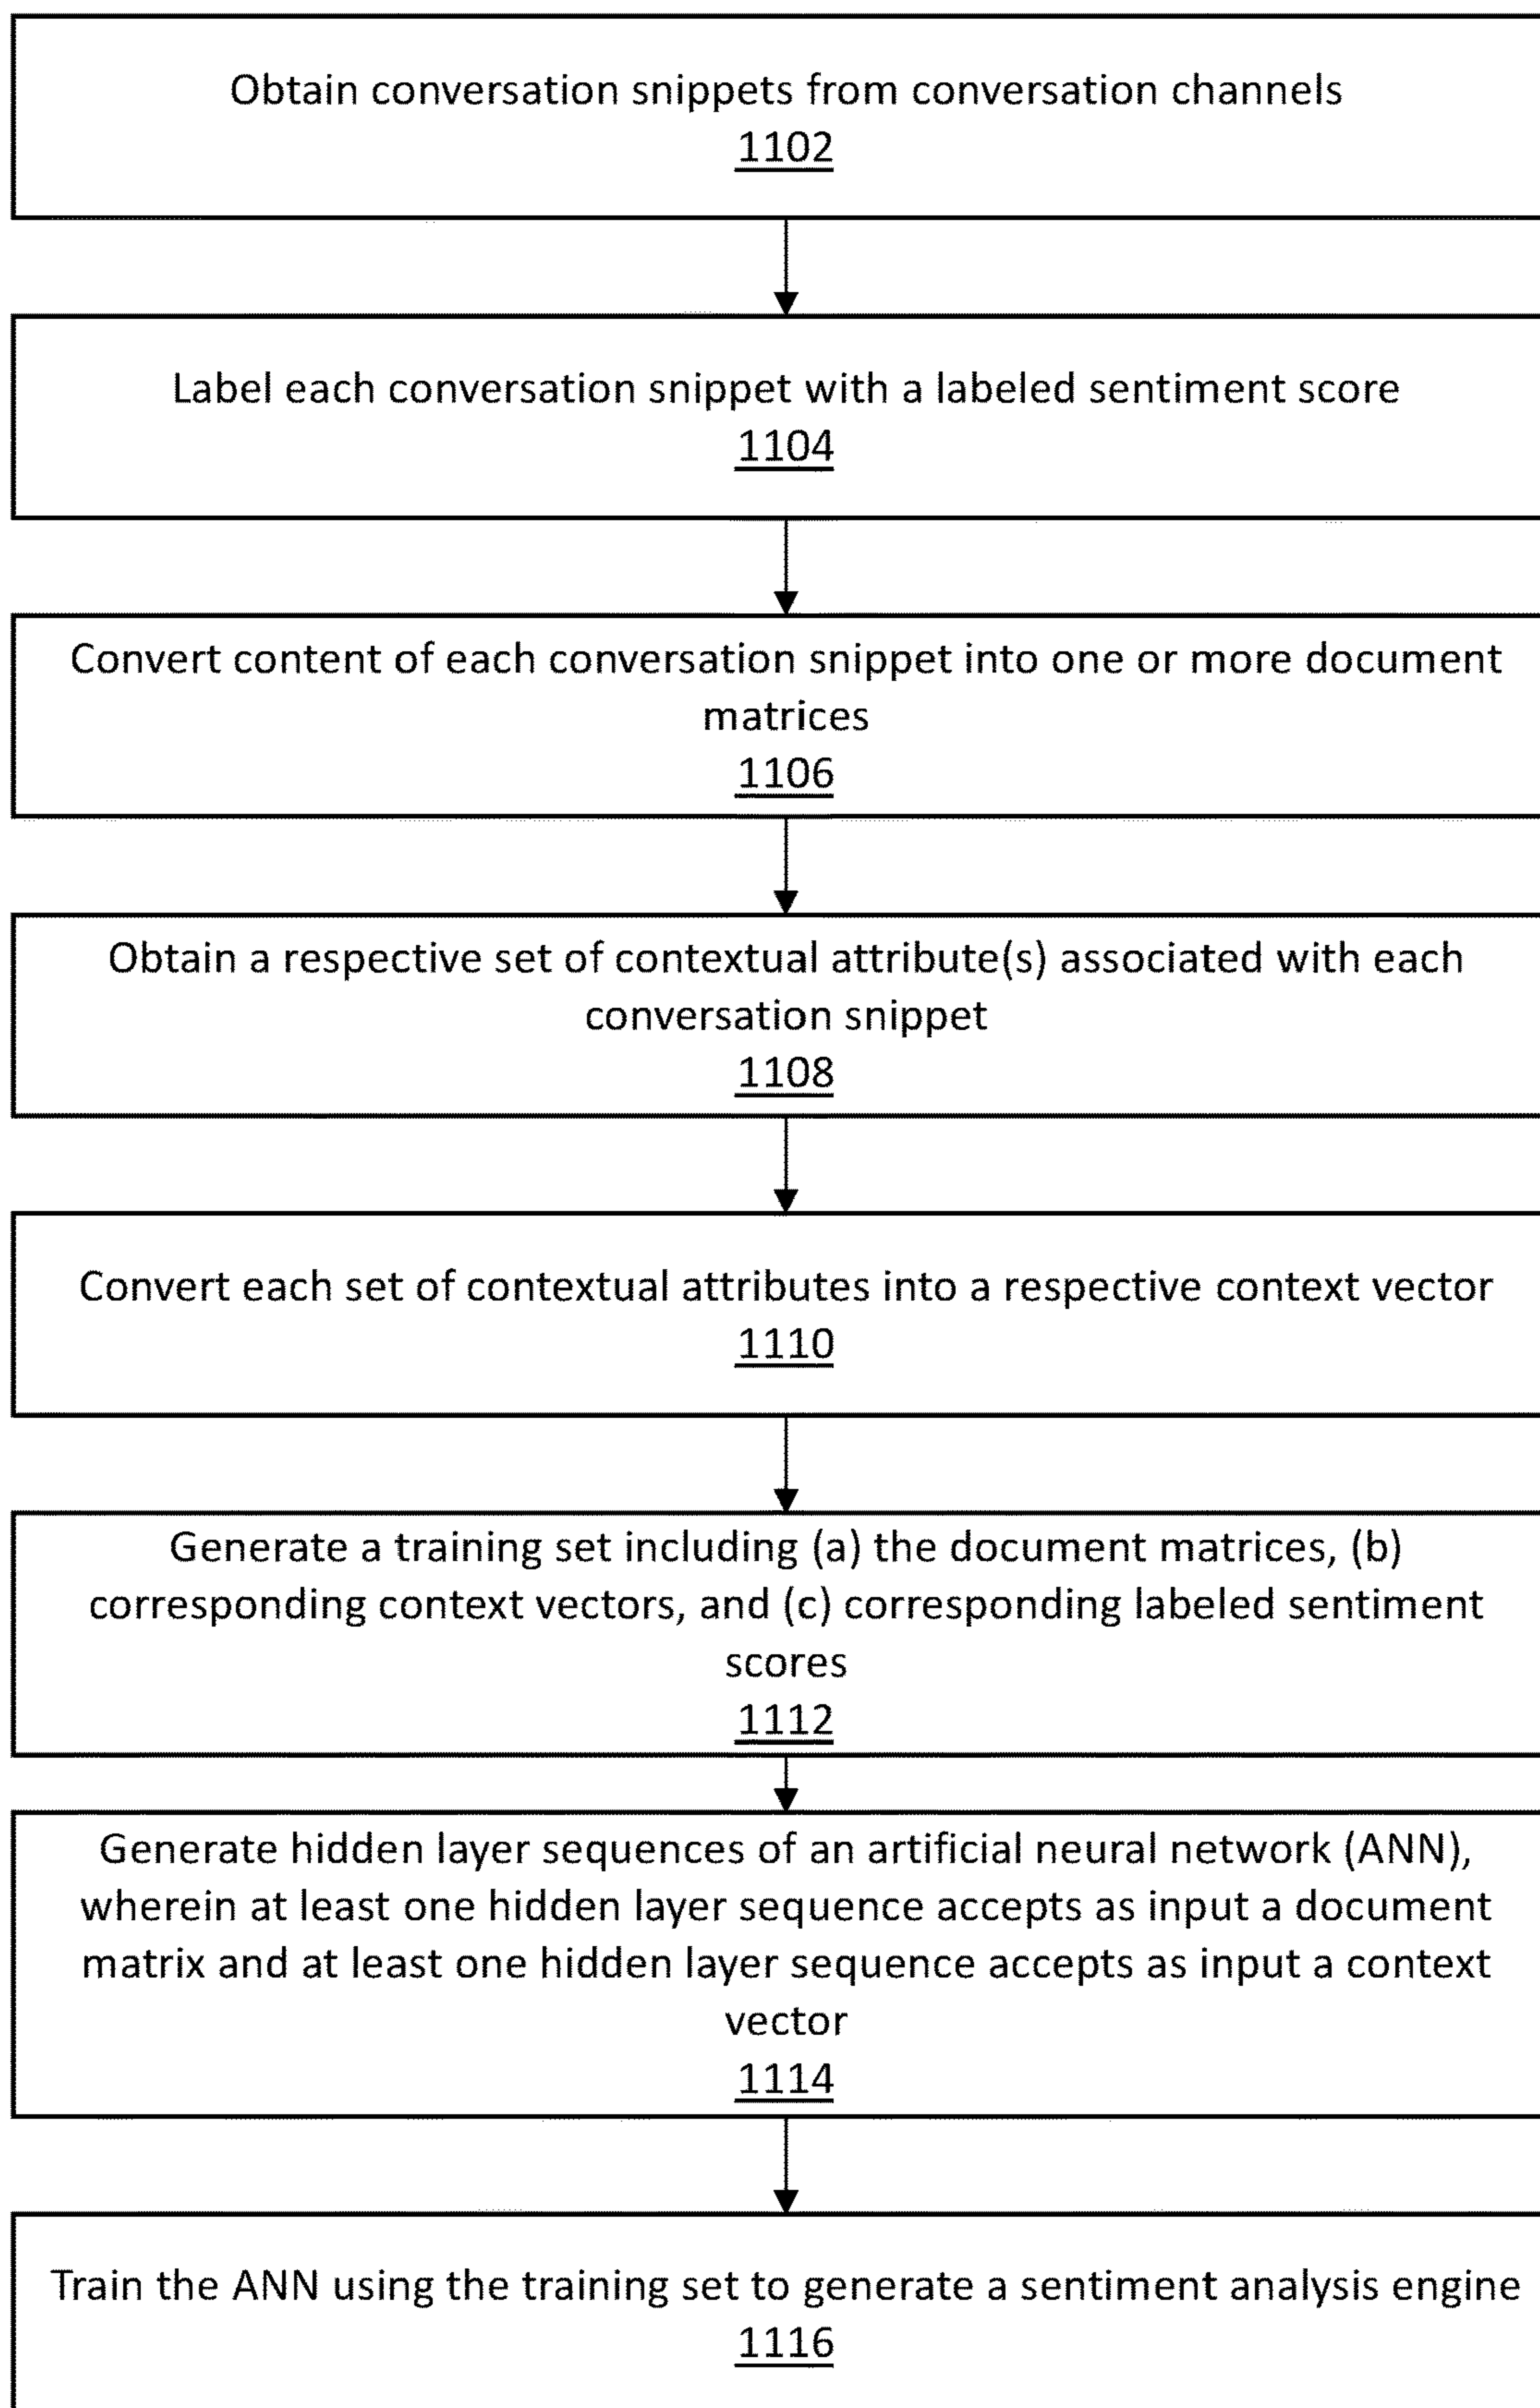 Obtain conversation snippets from conversation channels
1102
Label each conversation snippet with a labeled sentiment score
1104
Convert content of each conversation snippet into one or more document
matrices
1106
Obtain a respective set of contextual attribute(s) associated with each
conversation snippet
1108
Convert each set of contextual attributes into a respective context vector
1110
Generate a training set including (a) the document matrices, (b)
corresponding context vectors, and (c) corresponding labeled sentiment
scores
1112
Generate hidden layer sequences of an artificial neural network (ANN),
wherein at least one hidden layer sequence accepts as input a document
matrix and at least one hidden layer sequence accepts as input a context
vector
1114
Train the ANN using the training set to generate a sentiment analysis engine
1116